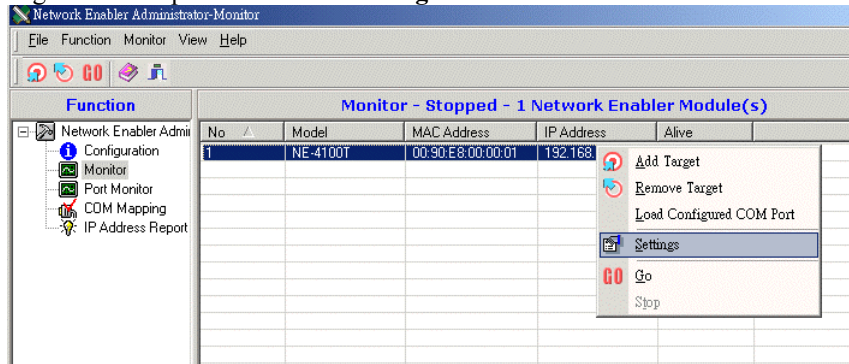 Network Enabler Administrator-Monitor
File Function Monitor View Help
GO
Function
Monitor - Stopped - 1 Network Enabler Module(s)
Network Enabler Admi
Configuration
Monitor
Port Monitor
COM Mapping
IP Address Report
No Model MAC Address IP Address Alive
1 NE-4100T 00:90:E8:00:00:01 192.168.
Add Target
Remove Target
Load Configured COM Port
Settings
GO Go
Stop